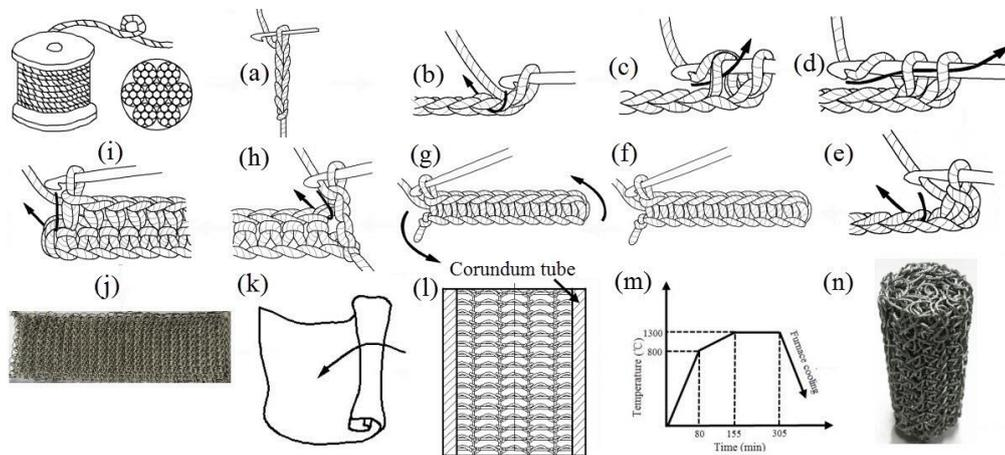 (a)
(b)
(c)
(d)
(i)
(h)
(g)
(f)
(e)
Corundum tube
(j)
(k)
(l)
(m)
(n)
Temperature (℃)
1300
800
Furnace cooling
80
155
305
Time (min)